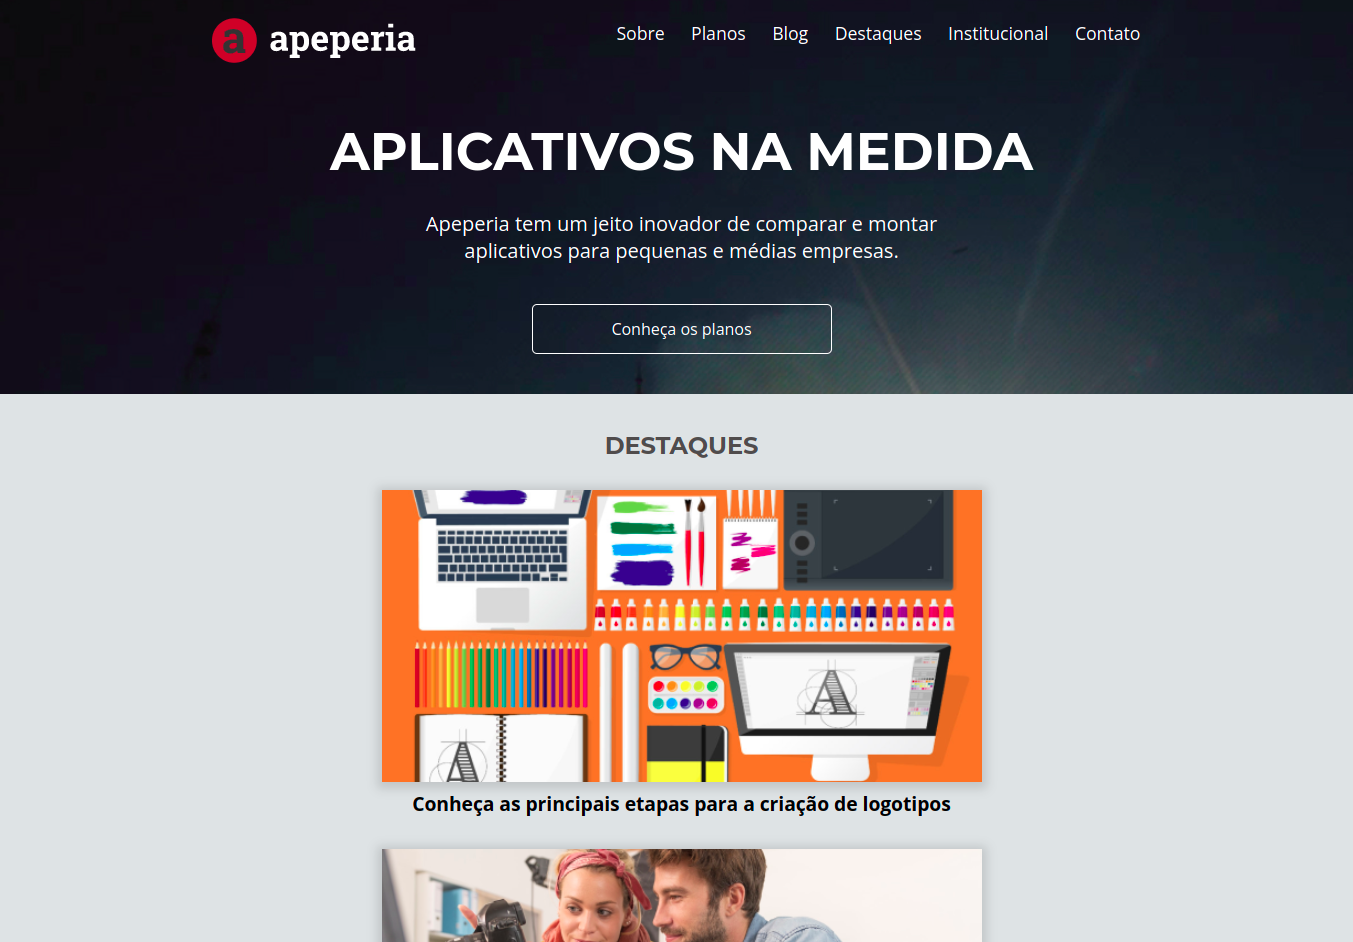 a apeperia
Sobre Planos Blog Destaques Institucional Contato
APLICATIVOS NA MEDIDA
Apeperia tem um jeito inovador de comparar e montar
aplicativos para pequenas e médias empresas.
Conheça os planos
DESTAQUES
A
A
Conheça as principais etapas para a criação de logotipos